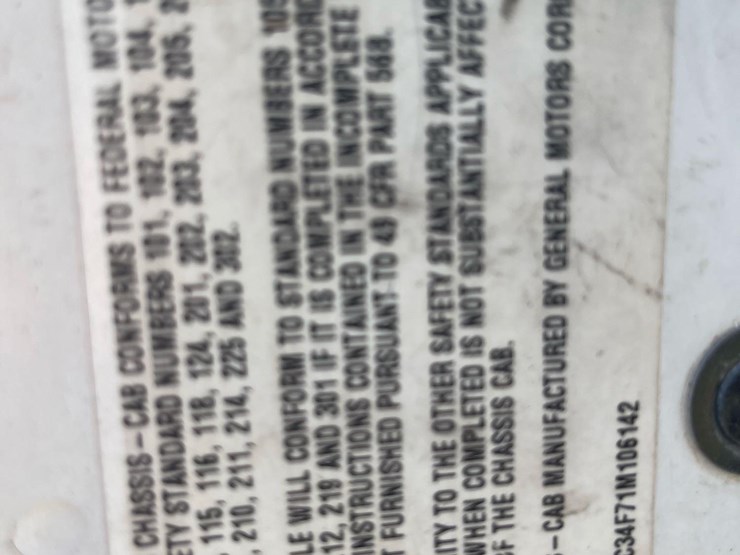 CHASSIS-CAB CONFORMS TO FEDERAL MOTO
ETY STANDARD NUMBERS 101, 102, 103, 104, 1
115, 116, 118, 124, 201, 202, 203, 204, 205, 2
, 210, 211, 214, 225 AND 302.
LE WILL CONFORM TO STANDARD NUMBERS 105
12, 219 AND 301 IF IT IS COMPLETED IN ACCORD
INSTRUCTIONS CONTAINED IN THE INCOMPLETE
T FURNISHED PURSUANT TO 49 CFR PART 568.
ITY TO THE OTHER SAFETY STANDARDS APPLICAB
WHEN COMPLETED IS NOT SUBSTANTIALLY AFFECT
F THE CHASSIS CAB.
-CAB MANUFACTURED BY GENERAL MOTORS COR
C34F71M106142